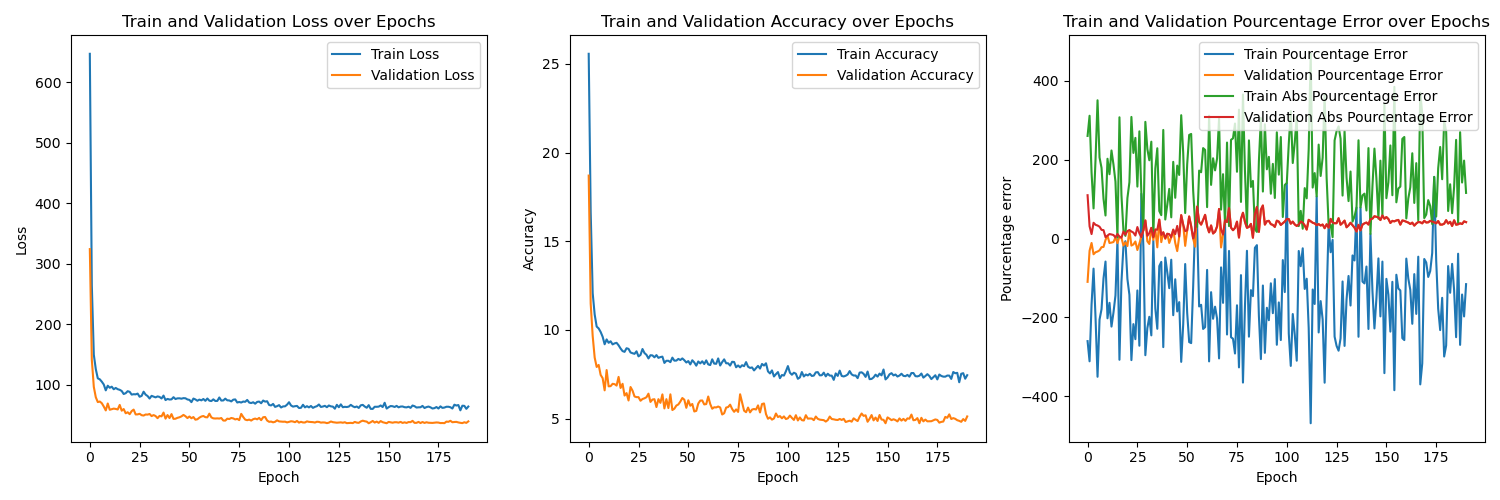 Train and Validation Loss over Epochs
Train Loss
Validation Loss
600
500
400
300
200
100
Loss
0
25
50
75
100
125
150
175
Epoch
Train and Validation Accuracy over Epochs
Train Accuracy
Validation Accuracy
25
20
15
10
5
Accuracy
0
25
50
75
100
125
150
175
Epoch
Train and Validation Pourcentage Error over Epochs
Train Pourcentage Error
Validation Pourcentage Error
Train Abs Pourcentage Error
Validation Abs Pourcentage Error
400
200
0
−200
−400
Pourcentage error
0
25
50
75
100
125
150
175
Epoch